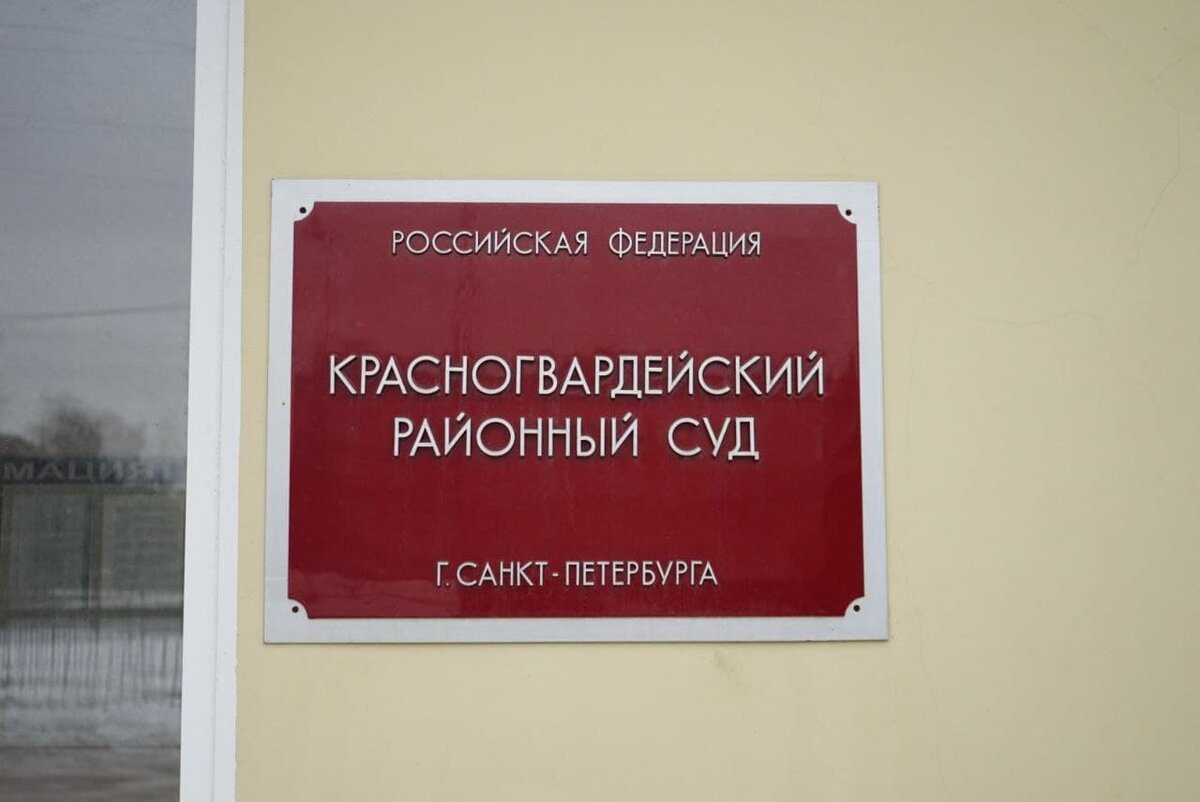 РОССИЙСКАЯ ФЕДЕРАЦИЯ
КРАСНОГВАРДЕЙСКИЙ
РАЙОННЫЙ СУД
Г. САНКТ-ПЕТЕРБУРГА